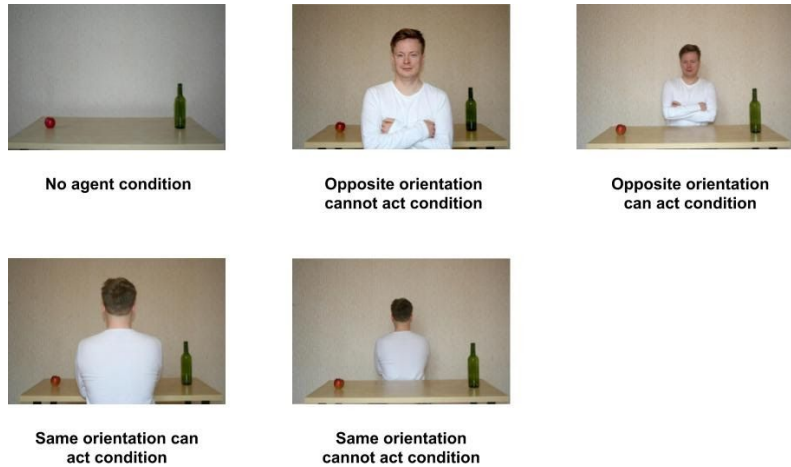 No agent condition
Opposite orientation
cannot act condition
Opposite orientation
can act condition
Same orientation can
act condition
Same orientation
cannot act condition